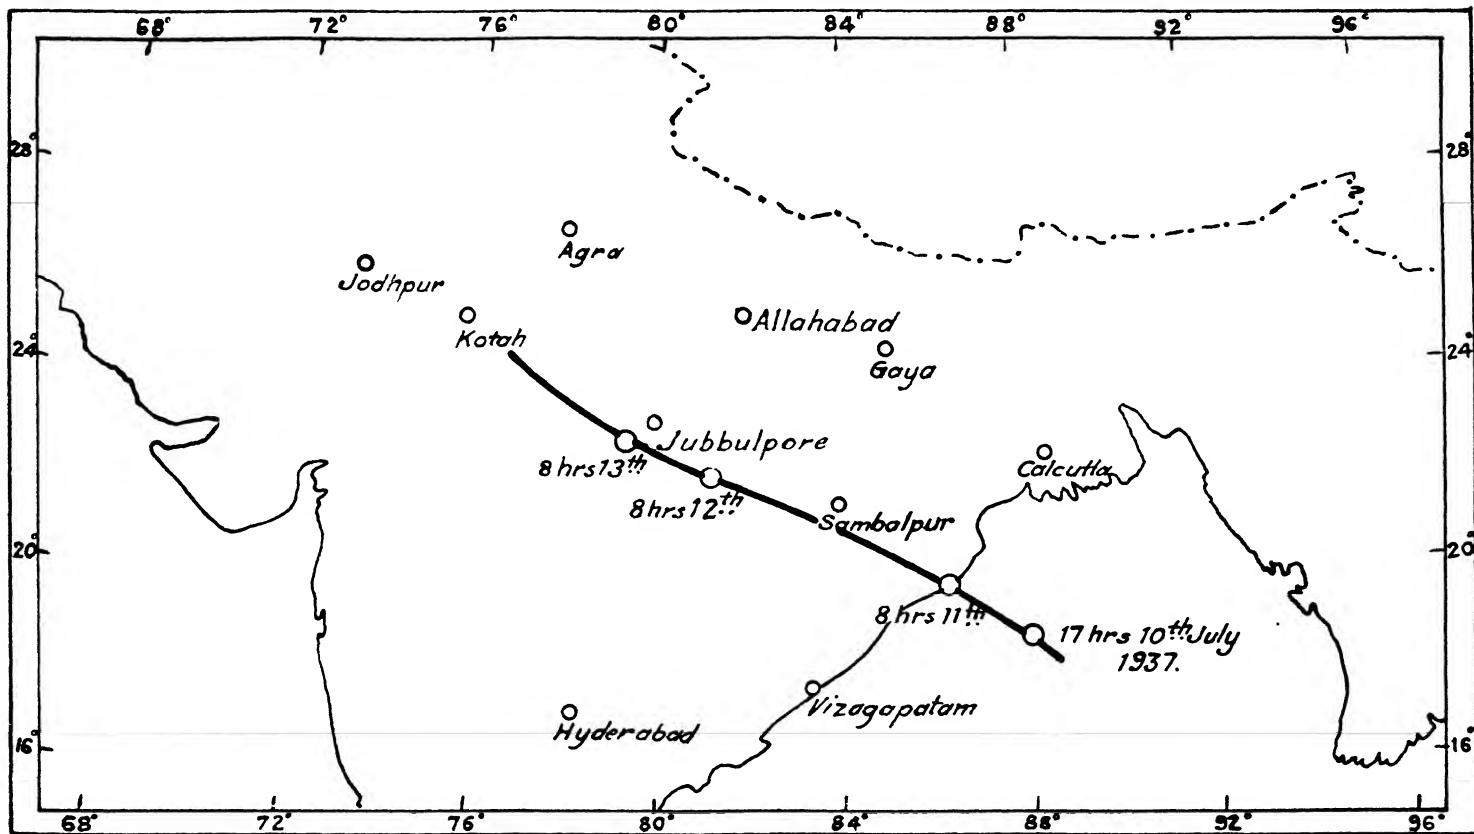 68° 72° 76° 80° 84° 88° 92° 96°
28° 28°
Agra
Jodhpur
Allahabad
Kotah
24° 24°
Gaya
Jubbulpore
8 hrs 13th
Calcutta
8 hrs 12th
Sambalpur
20° 20°
8 hrs 11th
17 hrs 10th July
1937.
Vizagapatam
Hyderabad
16° 16°
68° 72° 76° 80° 84° 88° 92° 96°